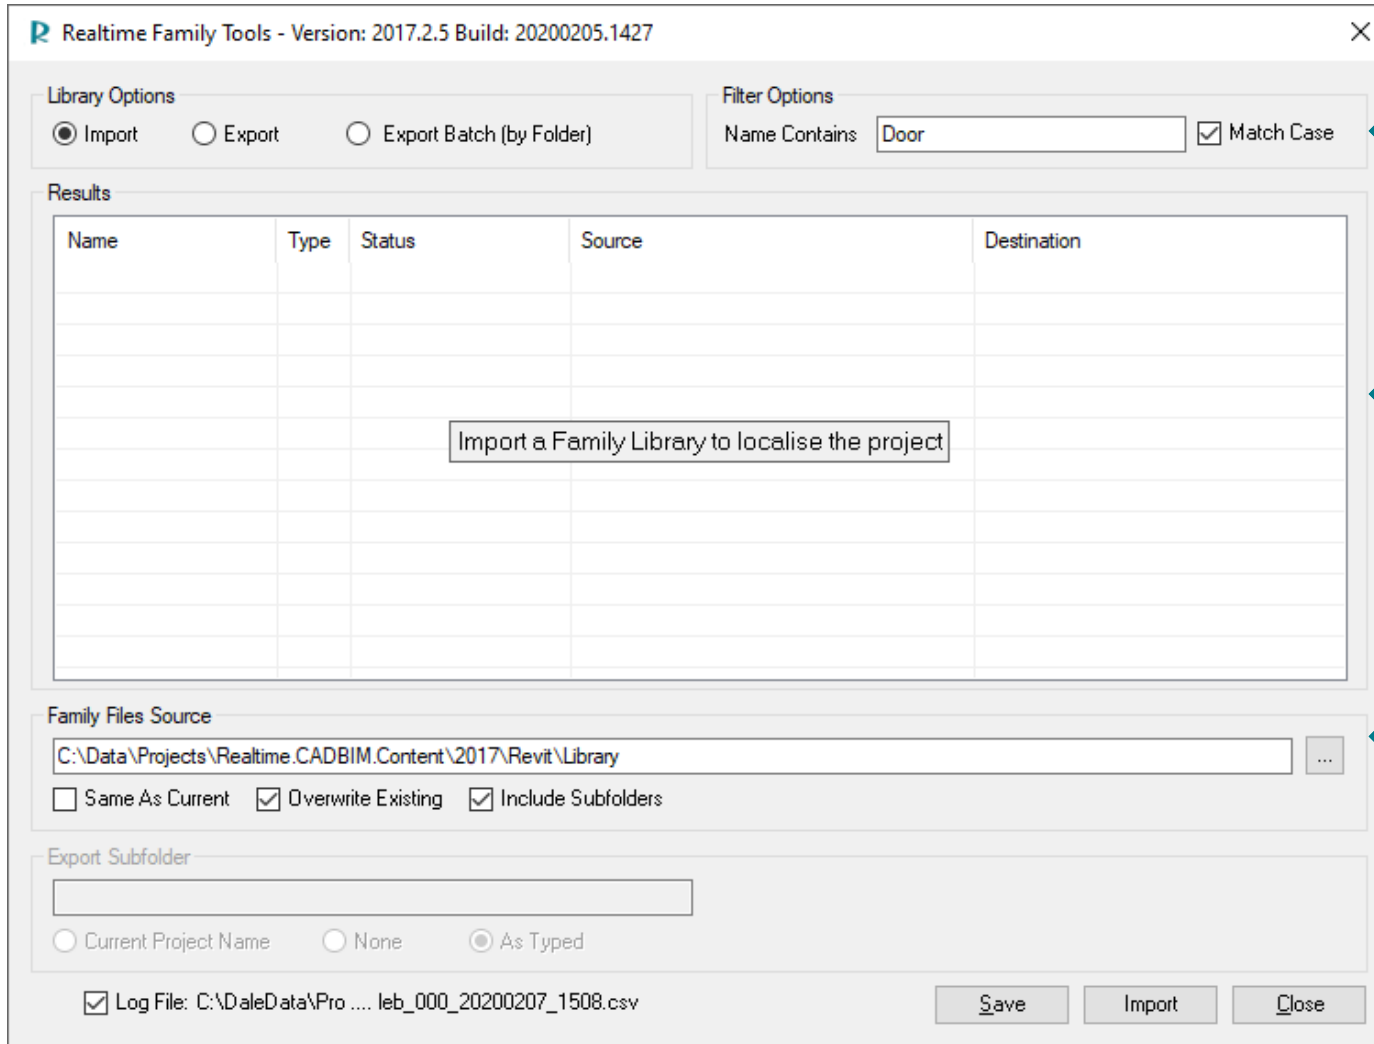 Realtime Family Tools - Version: 2017.2.5 Build: 20200205.1427
Library Options
Import Export Export Batch (by Folder)
Filter Options
Name Contains Door Match Case
Results
Name Type Status Source Destination
Import a Family Library to localise the project
Family Files Source
C:\Data\Projects\Realtime.CADBIM.Content\2017\Revit\Library ...
Same As Current Overwrite Existing Include Subfolders
Export Subfolder
Current Project Name None As Typed
Log File: C:\DaleData\Pro .... leb_000_20200207_1508.csv
Save Import Close